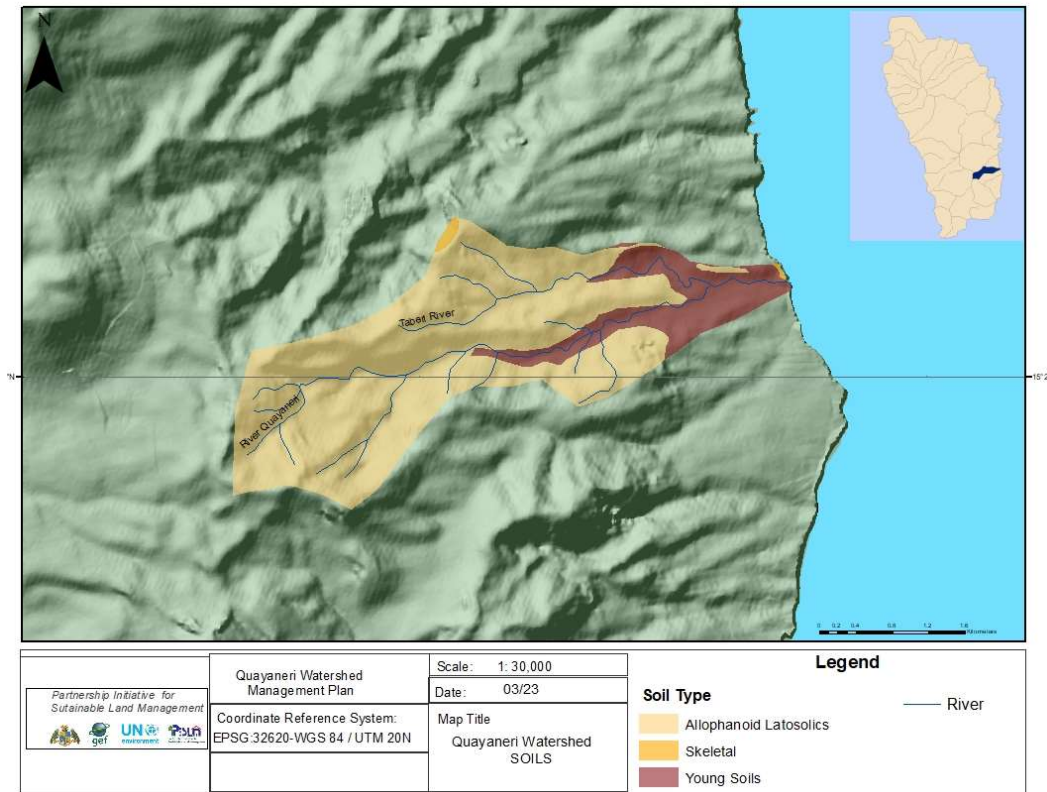 N
Taberi River
River Quayaneri
°N
15°2
0 0.2 0.4 0.8 1.2 1.6
Kilometers
Partnership Initiative for
Sutainable Land Management
gef
UN
environment
PISLM
Quayaneri Watershed
Management Plan
Coordinate Reference System:
EPSG:32620-WGS 84 / UTM 20N
Scale: 1: 30,000
Date: 03/23
Map Title
Quayaneri Watershed
SOILS
Legend
Soil Type
Allophanoid Latosolics
Skeletal
Young Soils
River